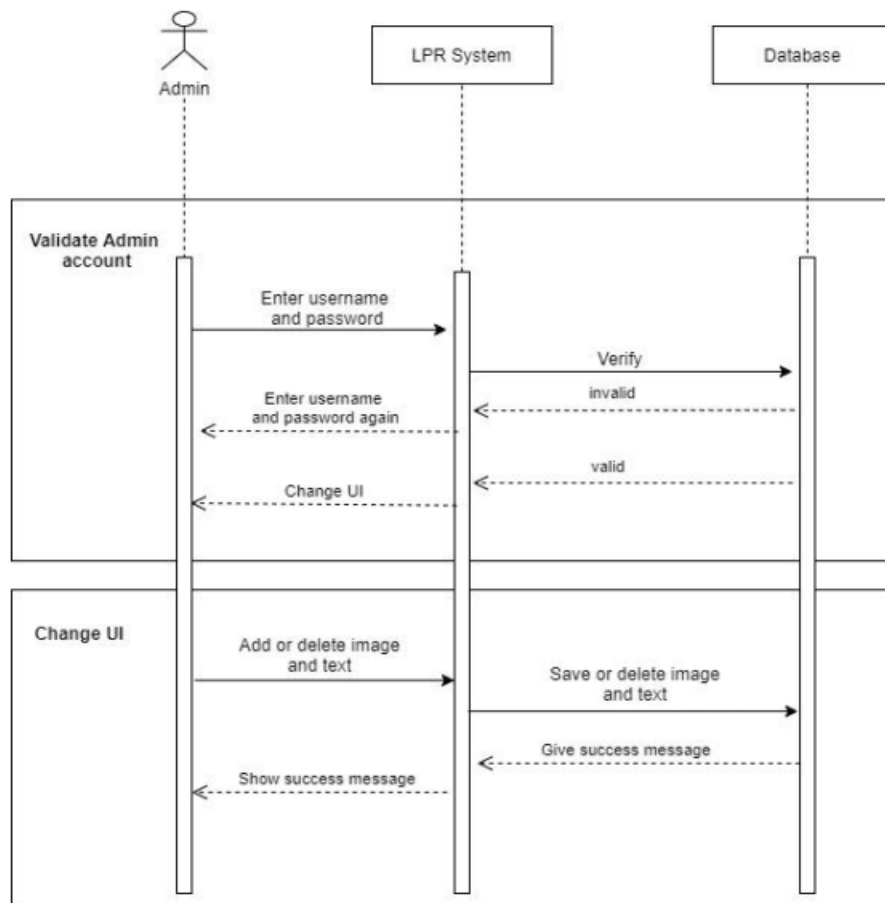 Admin
LPR System
Database
Validate Admin
account
Enter username
and password
Verify
invalid
Enter username
and password again
valid
Change UI
Change UI
Add or delete image
and text
Save or delete image
and text
Give success message
Show success message